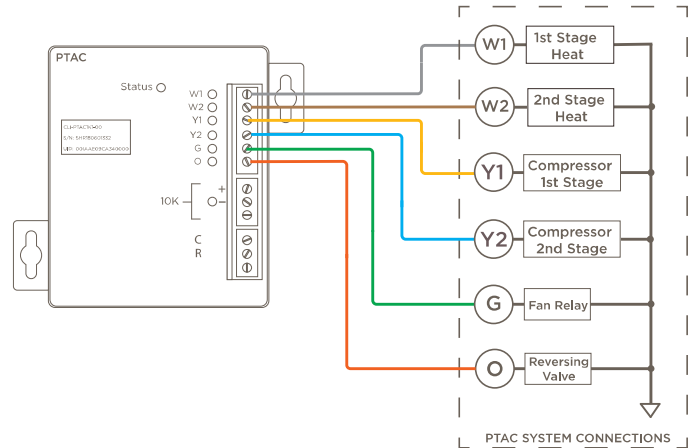 PTAC
Status
W1
W2
Y1
Y2
G
O
10K
+
-
C
R
W1
1st Stage
Heat
W2
2nd Stage
Heat
Y1
Compressor
1st Stage
Y2
Compressor
2nd Stage
G
Fan Relay
O
Reversing
Valve
PTAC SYSTEM CONNECTIONS